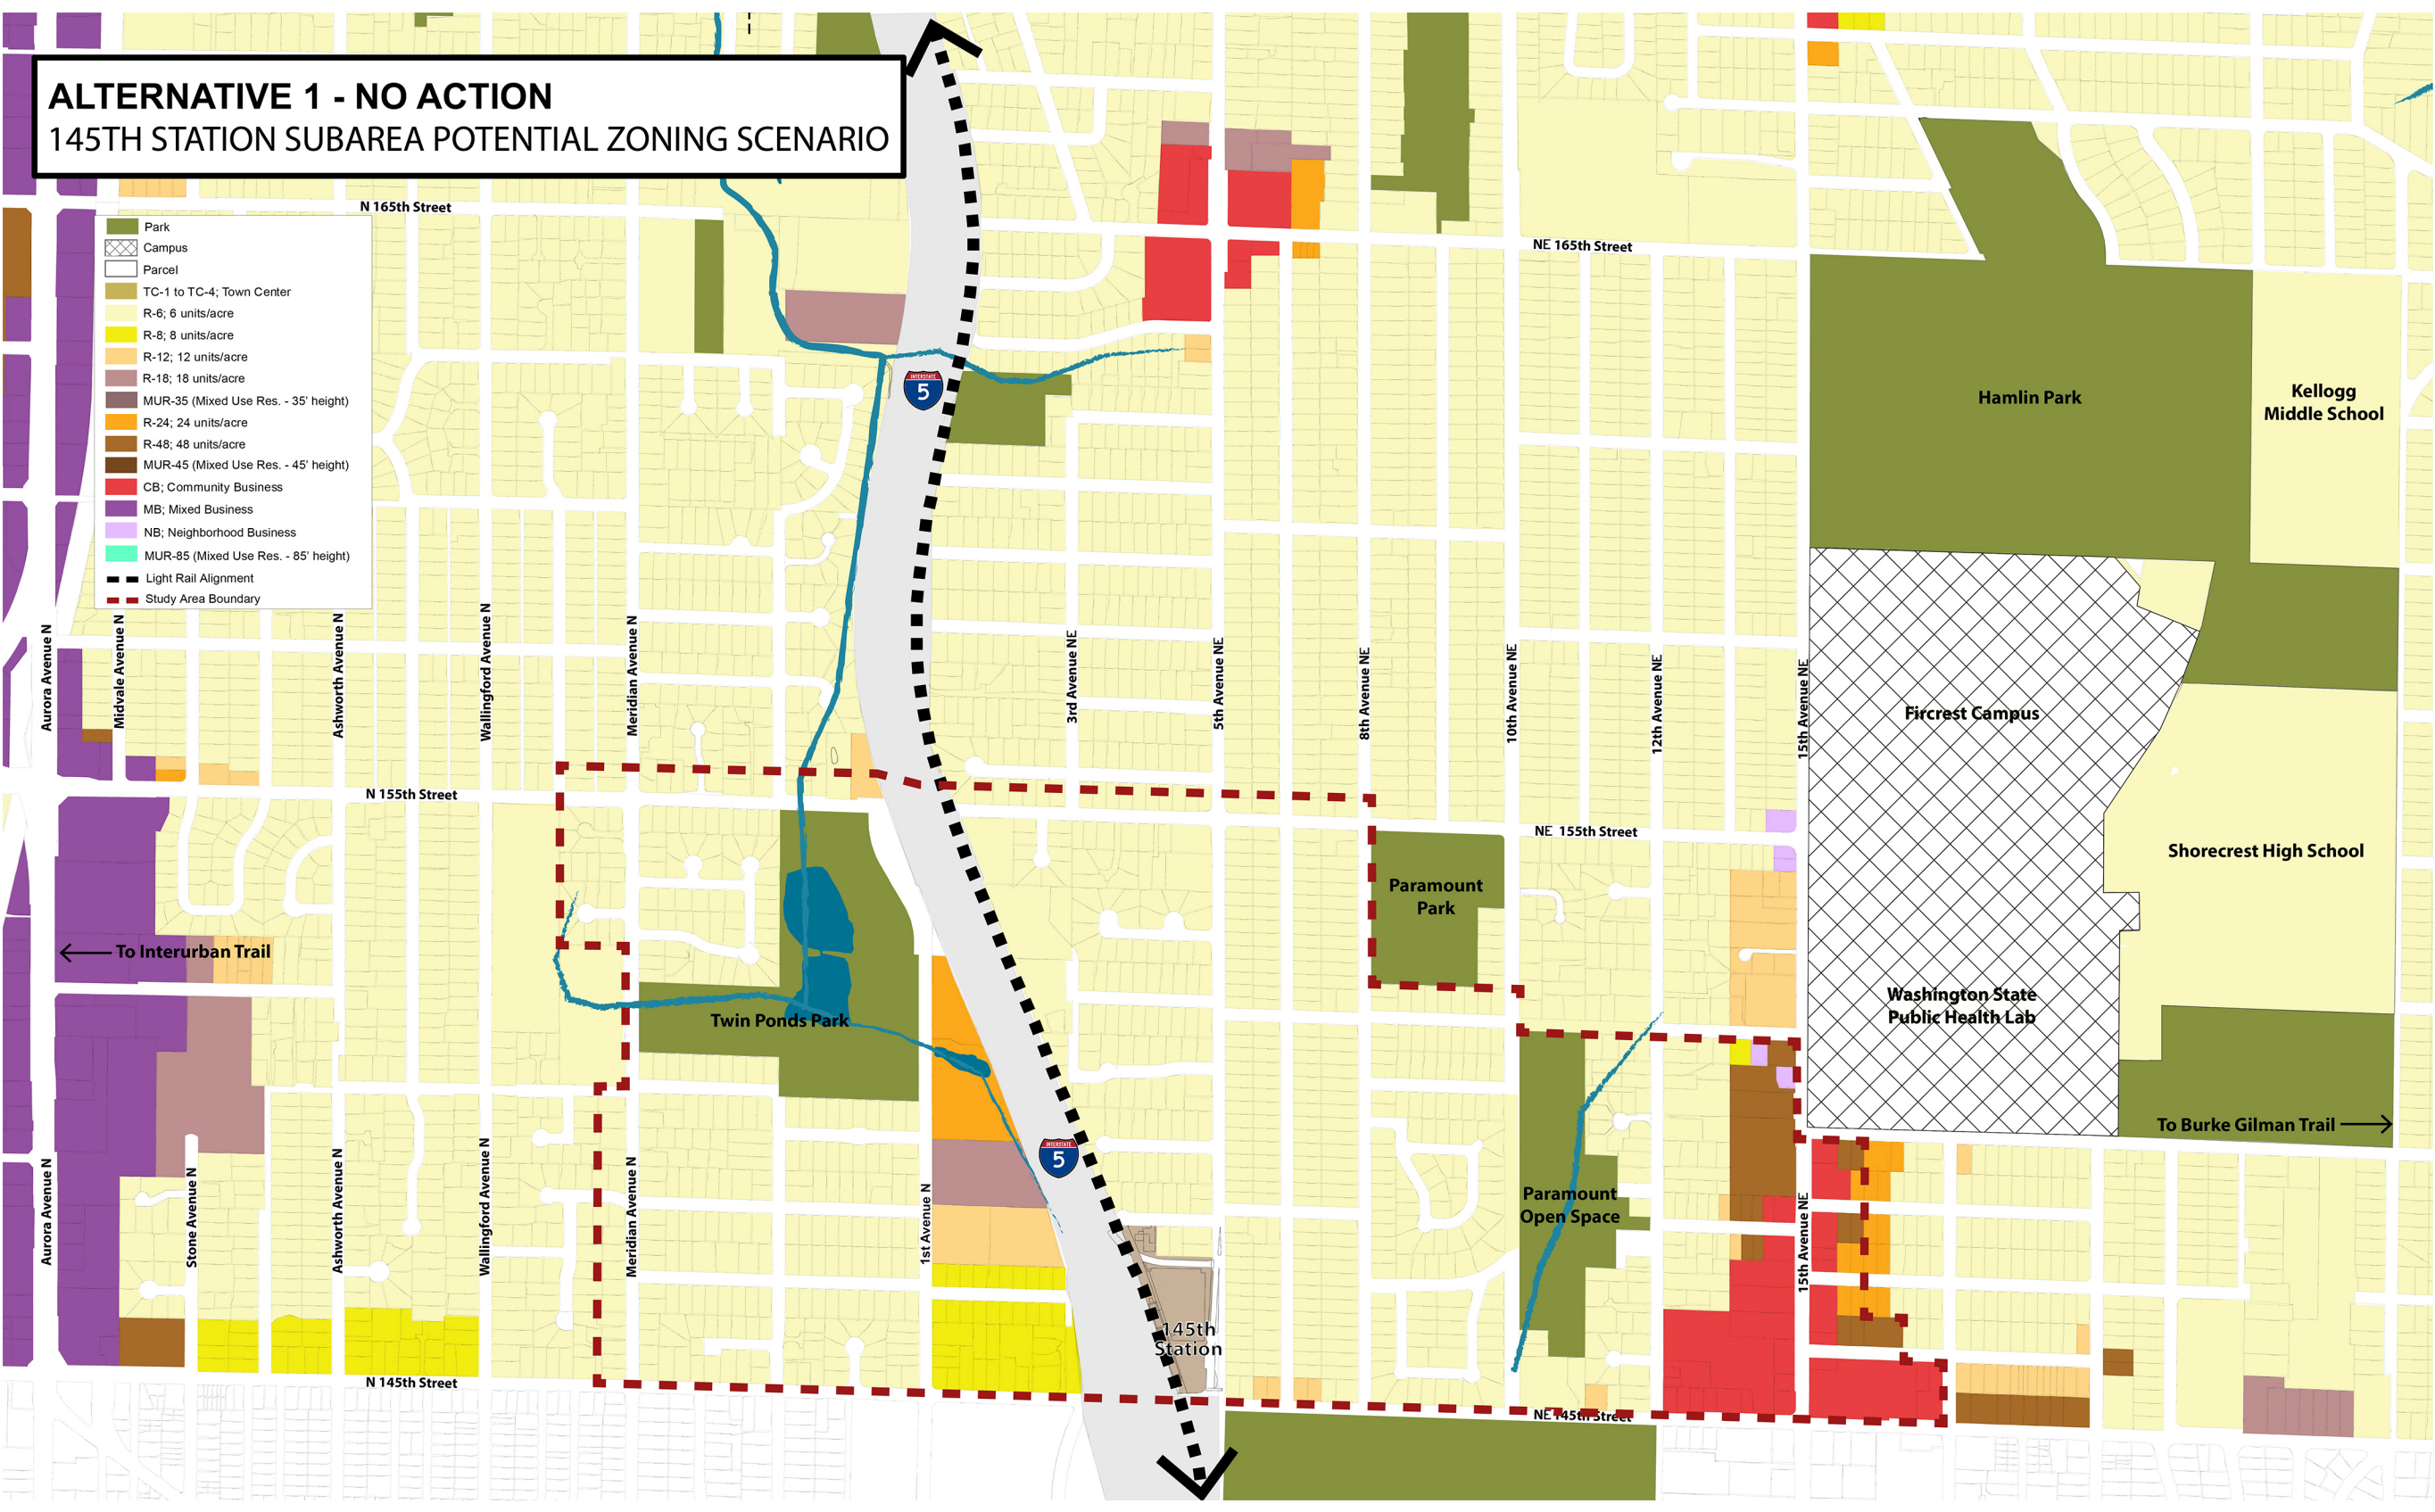 ALTERNATIVE 1 - NO ACTION
145TH STATION SUBAREA POTENTIAL ZONING SCENARIO
N 165th Street
NE 165th Street
Park
Campus
Parcel
TC-1 to TC-4; Town Center
R-6; 6 units/acre
R-8; 8 units/acre
R-12; 12 units/acre
R-18; 18 units/acre
MUR-35 (Mixed Use Res. - 35' height)
R-24; 24 units/acre
R-48; 48 units/acre
MUR-45 (Mixed Use Res. - 45' height)
CB; Community Business
MB; Mixed Business
NB; Neighborhood Business
MUR-85 (Mixed Use Res. - 85' height)
Light Rail Alignment
Study Area Boundary
INTERSTATE
5
Hamlin Park
Kellogg
Middle School
Aurora Avenue N
Midvale Avenue N
Ashworth Avenue N
Wallingford Avenue N
Meridian Avenue N
3rd Avenue NE
5th Avenue NE
8th Avenue NE
10th Avenue NE
12th Avenue NE
15th Avenue NE
Fircrest Campus
N 155th Street
NE 155th Street
Shorecrest High School
Paramount
Park
To Interurban Trail
Twin Ponds Park
Washington State
Public Health Lab
To Burke Gilman Trail
INTERSTATE
5
Paramount
Open Space
Aurora Avenue N
Stone Avenue N
Ashworth Avenue N
Wallingford Avenue N
Meridian Avenue N
1st Avenue N
15th Avenue NE
145th
Station
N 145th Street
NE 145th Street